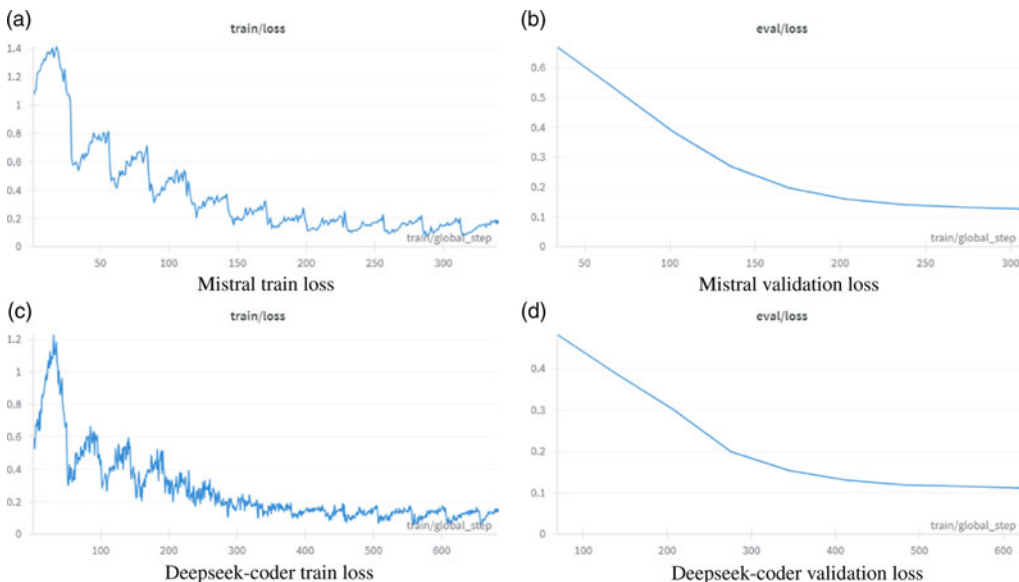 (a)
train/loss
1.4
1.2
1
0.8
0.6
0.4
0.2
0
train/global_step
50 100 150 200 250 300
Mistral train loss
(b)
eval/loss
0.6
0.5
0.4
0.3
0.2
0.1
0
train/global_step
50 100 150 200 250 300
Mistral validation loss
(c)
train/loss
1.2
1
0.8
0.6
0.4
0.2
0
train/global_step
100 200 300 400 500 600
Deepseek-coder train loss
(d)
eval/loss
0.4
0.3
0.2
0.1
0
train/global_step
100 200 300 400 500 600
Deepseek-coder validation loss